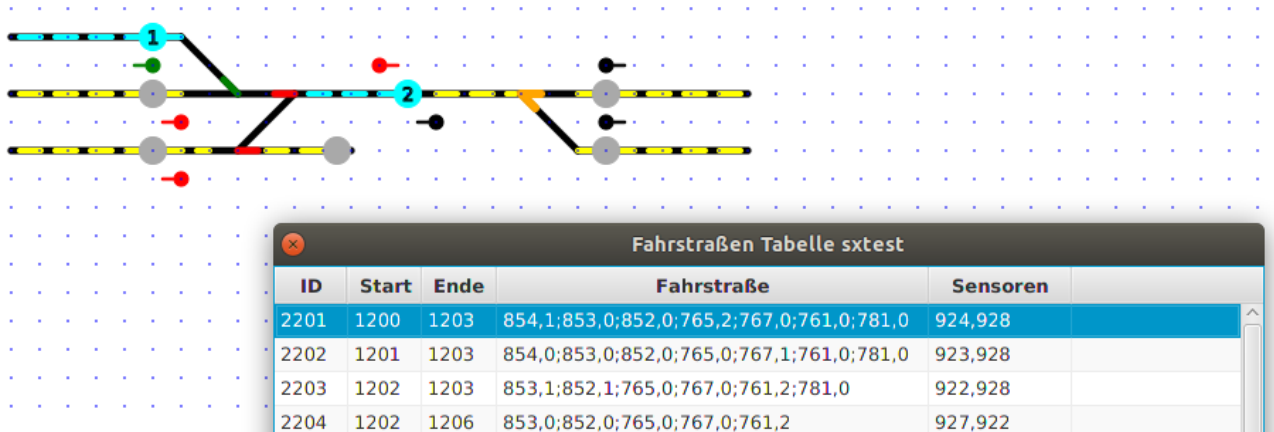 1
2
Fahrstraßen Tabelle sxtest
ID Start Ende Fahrstraße Sensoren
2201 1200 1203 854,1;853,0;852,0;765,2;767,0;761,0;781,0 924,928
2202 1201 1203 854,0;853,0;852,0;765,0;767,1;761,0;781,0 923,928
2203 1202 1203 853,1;852,1;765,0;767,0;761,2;781,0 922,928
2204 1202 1206 853,0;852,0;765,0;767,0;761,2 927,922